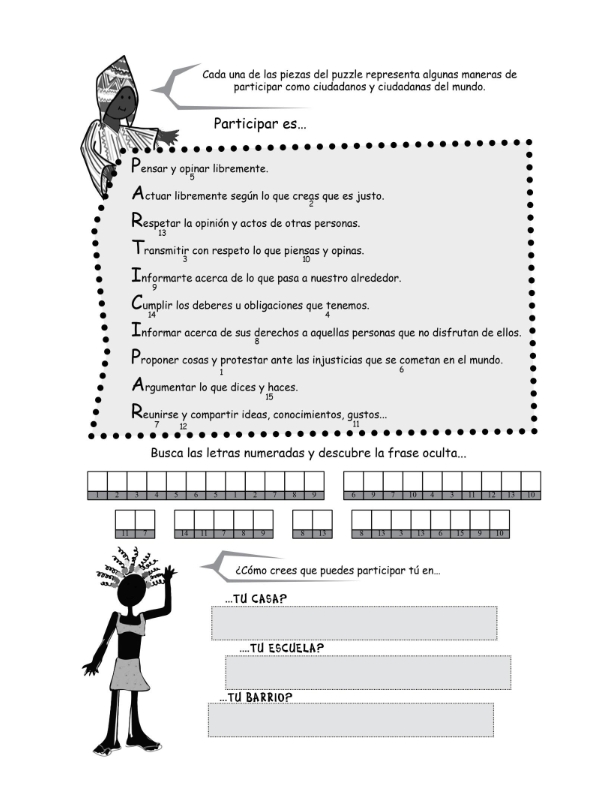 Cada una de las piezas del puzzle representa algunas maneras de
participar como ciudadanos y ciudadanas del mundo.
Participar es...
Pensar y opinar libremente.
5
Actuar libremente según lo que creas que es justo.
2
Respetar la opinión y actos de otras personas.
13
Transmitir con respeto lo que piensas y opinas.
3 10
Informarte acerca de lo que pasa a nuestro alrededor.
9
Cumplir los deberes u obligaciones que tenemos.
14 4
Informar acerca de sus derechos a aquellas personas que no disfrutan de ellos.
8
Proponer cosas y protestar ante las injusticias que se cometan en el mundo.
1 6
Argumentar lo que dices y haces.
15
Reunirse y compartir ideas, conocimientos, gustos...
7 12 11
Busca las letras numeradas y descubre la frase oculta...
1 2 3 4 5 6 5 1 2 7 8 9 6 9 7 10 4 3 11 12 13 10
11 7 14 11 7 8 9 8 13 8 13 3 13 6 15 9 10
¿Cómo crees que puedes participar tú en...
...TU CASA?
....TU ESCUELA?
...TU BARRIO?